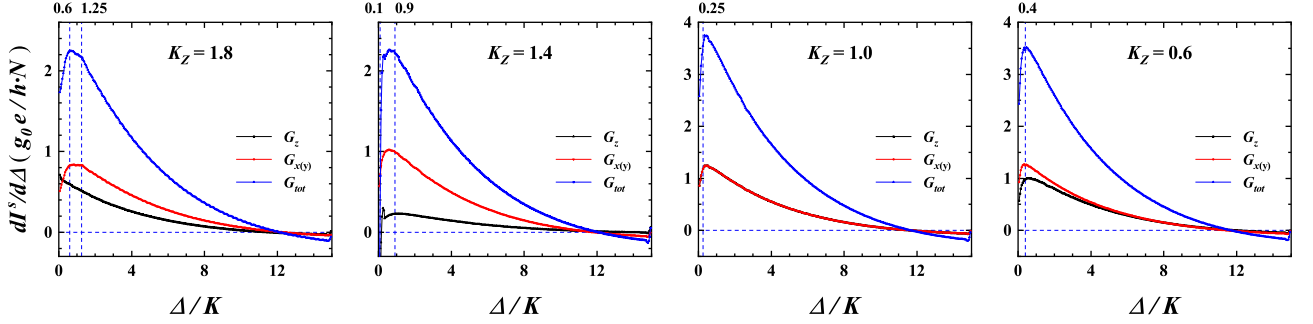 0.6 1.25
0.1 0.9
0.25
0.4
dIˢ/dΔ ( g₀ e / h·N )
2
1
0
K_Z = 1.8
G_z
G_x(y)
G_tot
0 4 8 12
Δ / K
2
1
0
K_Z = 1.4
G_z
G_x(y)
G_tot
0 4 8 12
Δ / K
4
3
2
1
0
K_Z = 1.0
G_z
G_x(y)
G_tot
0 4 8 12
Δ / K
4
3
2
1
0
K_Z = 0.6
G_z
G_x(y)
G_tot
0 4 8 12
Δ / K